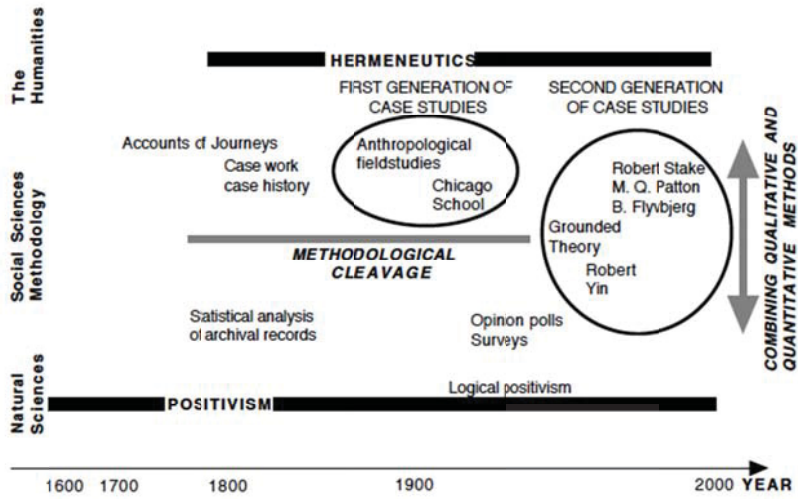 The
Humanities
HERMENEUTICS
FIRST GENERATION OF
CASE STUDIES
SECOND GENERATION
OF CASE STUDIES
Accounts of Journeys
Case work
case history
Anthropological
fieldstudies
Chicago
School
Robert Stake
M. Q. Patton
B. Flyvbjerg
Grounded
Theory
Robert
Yin
COMBINING QUALITATIVE AND
QUANTITATIVE METHODS
Social Sciences
Methodology
METHODOLOGICAL
CLEAVAGE
Satistical analysis
of archival records
Opinon polls
Surveys
Natural
Sciences
Logical positivism
POSITIVISM
1600 1700 1800 1900 2000 YEAR